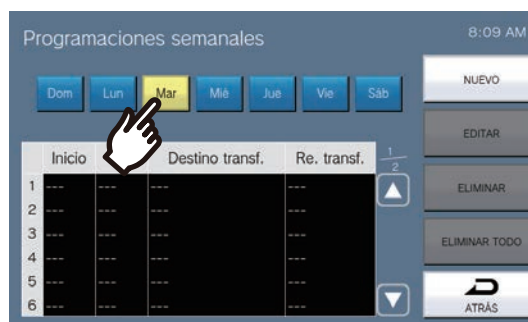 Programaciones semanales
8:09 AM
Dom Lun Mar Mié Jue Vie Sáb
NUEVO
EDITAR
ELIMINAR
ELIMINAR TODO
ATRÁS
Inicio Destino transf. Re. transf.
1/2
1 --- --- --- ---
2 --- --- --- ---
3 --- --- --- ---
4 --- --- --- ---
5 --- --- --- ---
6 --- --- --- ---